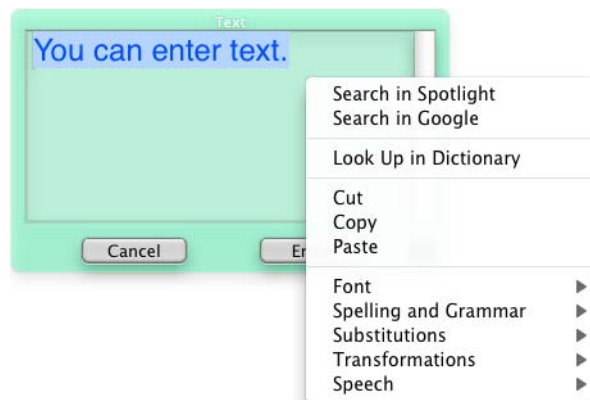 Text
You can enter text.
Search in Spotlight
Search in Google
Look Up in Dictionary
Cut
Copy
Paste
Cancel
Font
Spelling and Grammar
Substitutions
Transformations
Speech